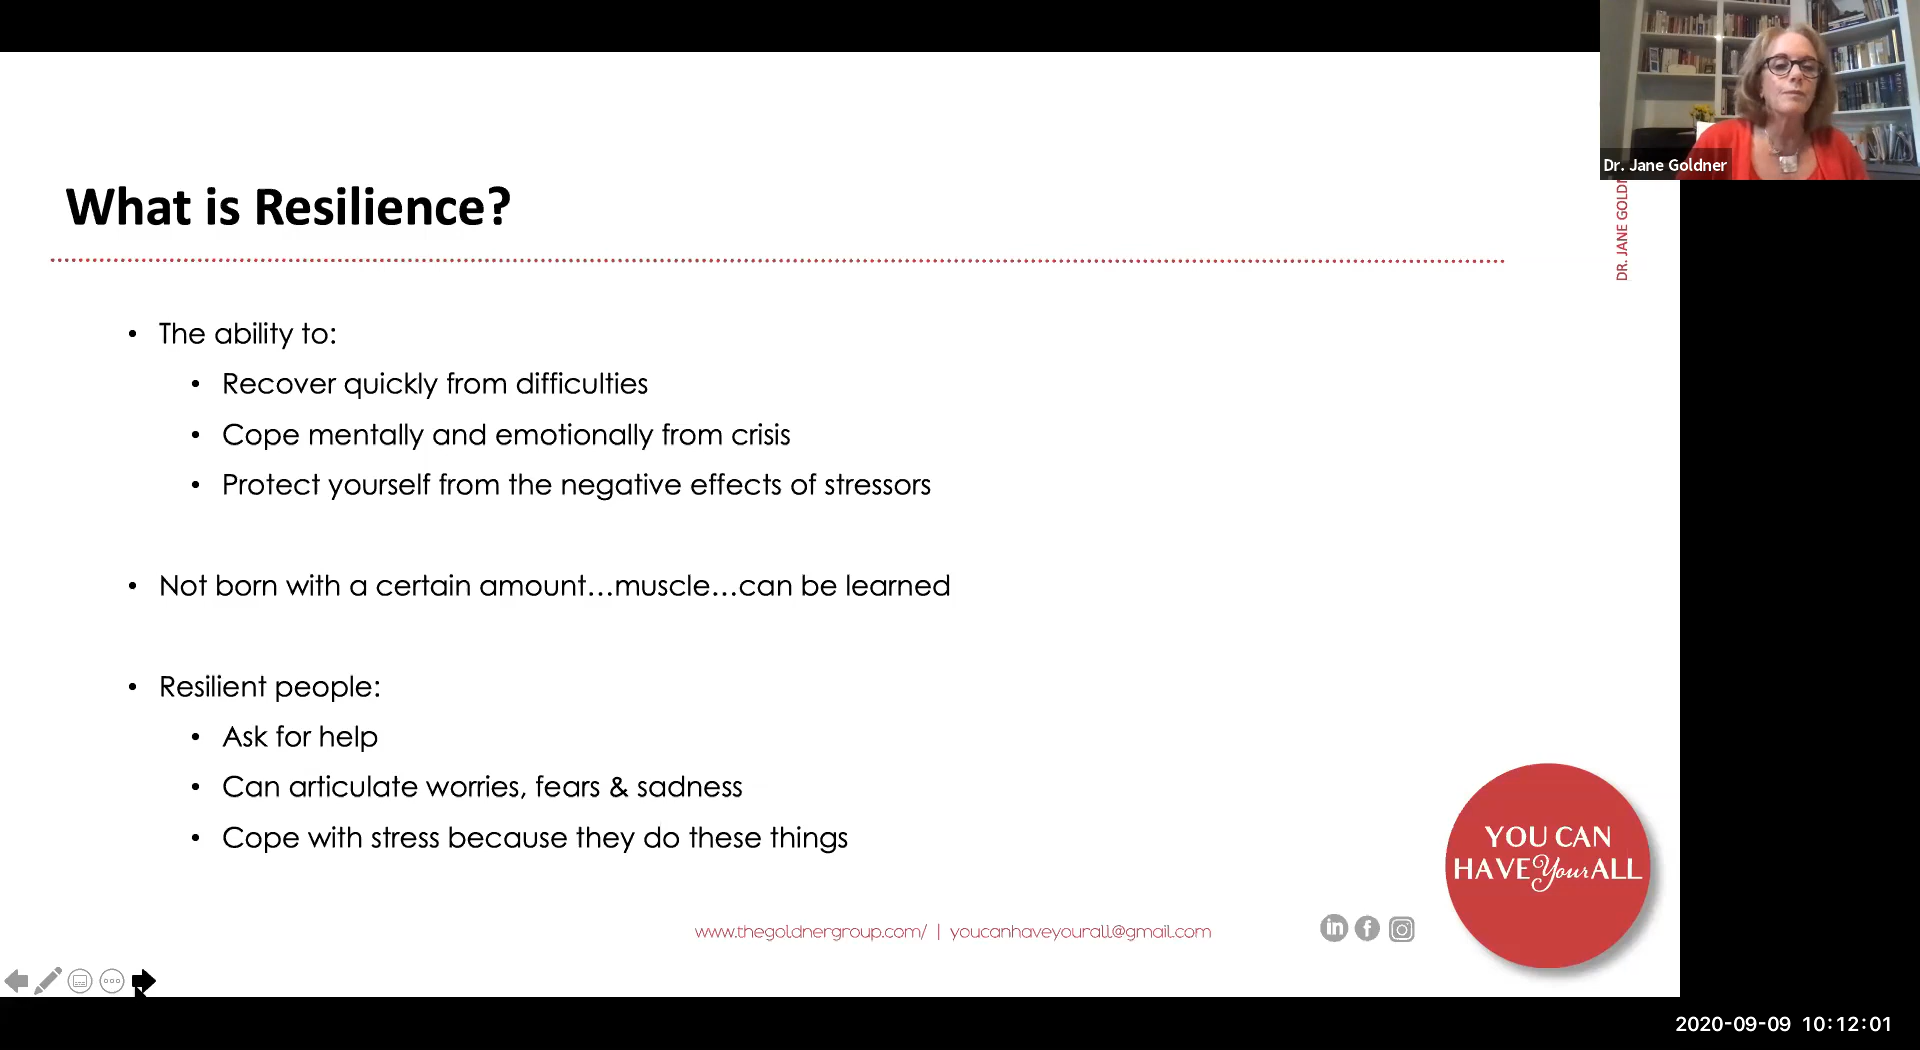 Dr. Jane Goldner
DR. JANE GOLDN
What is Resilience?
• The ability to:
• Recover quickly from difficulties
• Cope mentally and emotionally from crisis
• Protect yourself from the negative effects of stressors
• Not born with a certain amount...muscle...can be learned
• Resilient people:
• Ask for help
• Can articulate worries, fears & sadness
• Cope with stress because they do these things
YOU CAN
HAVE Your ALL
www.thegoldnergroup.com/ | youcanhaveyourall@gmail.com
in f
2020-09-09 10:12:01